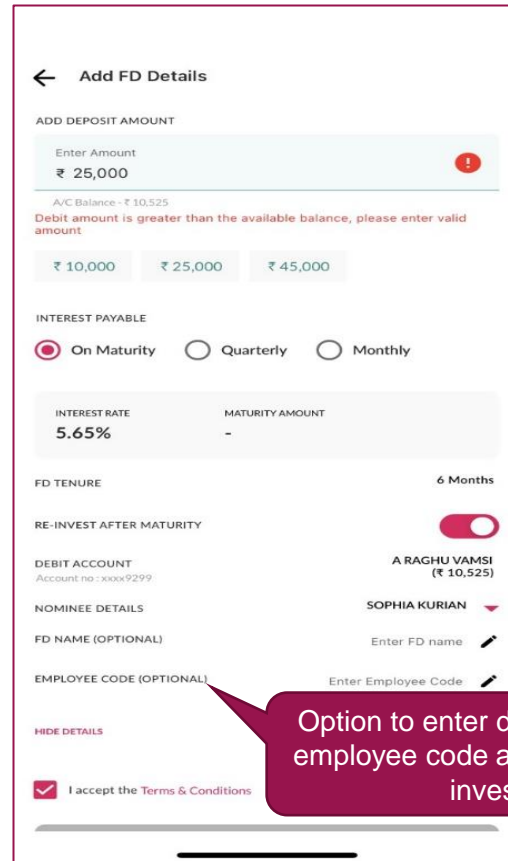 Add FD Details
ADD DEPOSIT AMOUNT
Enter Amount
₹ 25,000
A/C Balance - ₹ 10,525
Debit amount is greater than the available balance, please enter valid
amount
₹ 10,000 ₹ 25,000 ₹ 45,000
INTEREST PAYABLE
On Maturity Quarterly Monthly
INTEREST RATE MATURITY AMOUNT
5.65% -
FD TENURE 6 Months
RE-INVEST AFTER MATURITY
DEBIT ACCOUNT A RAGHU VAMSI
Account no : xxxx9299 (₹ 10,525)
NOMINEE DETAILS SOPHIA KURIAN
FD NAME (OPTIONAL) Enter FD name
EMPLOYEE CODE (OPTIONAL) Enter Employee Code
Option to enter
HIDE DETAILS
employee code
I accept the Terms & Conditions